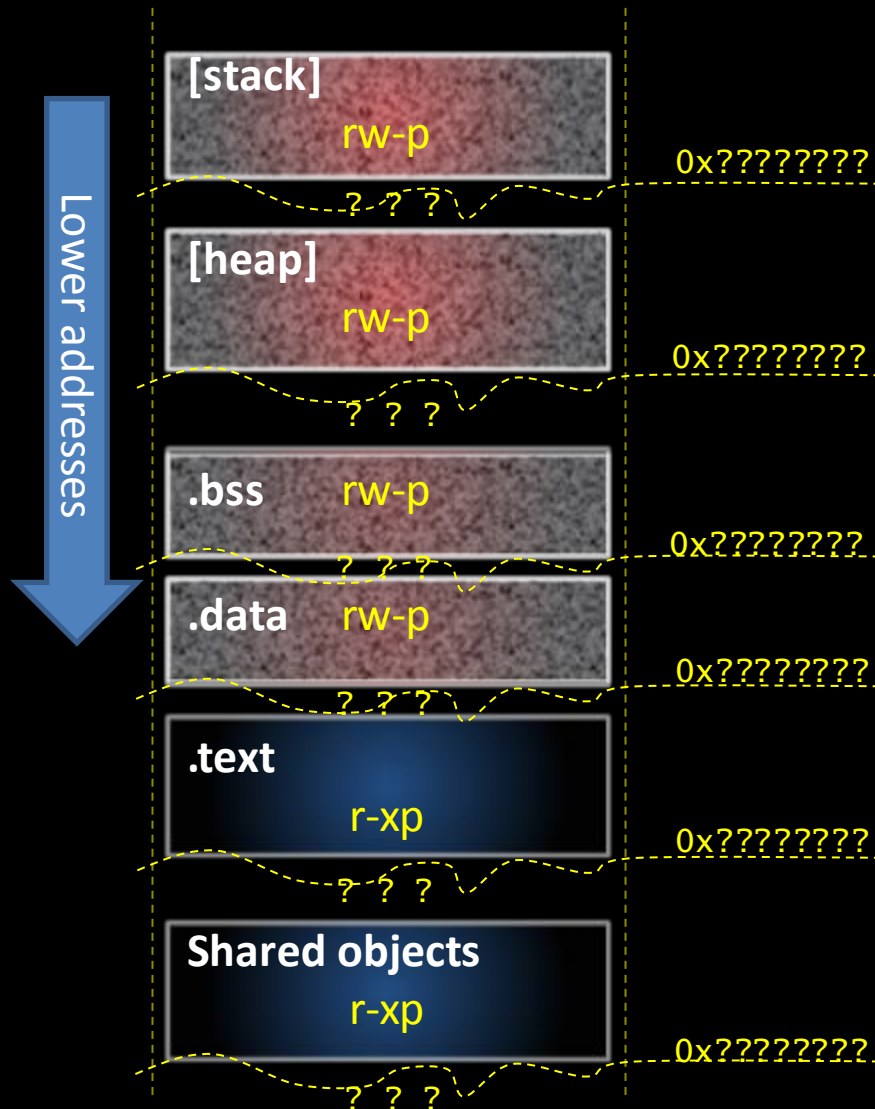 [stack]
rw-p
0x????????
? ? ?
[heap]
rw-p
0x????????
? ? ?
.bss rw-p
0x????????
? ? ?
.data rw-p
0x????????
? ? ?
.text
r-xp
0x????????
? ? ?
Shared objects
r-xp
0x????????
? ? ?
Lower addresses